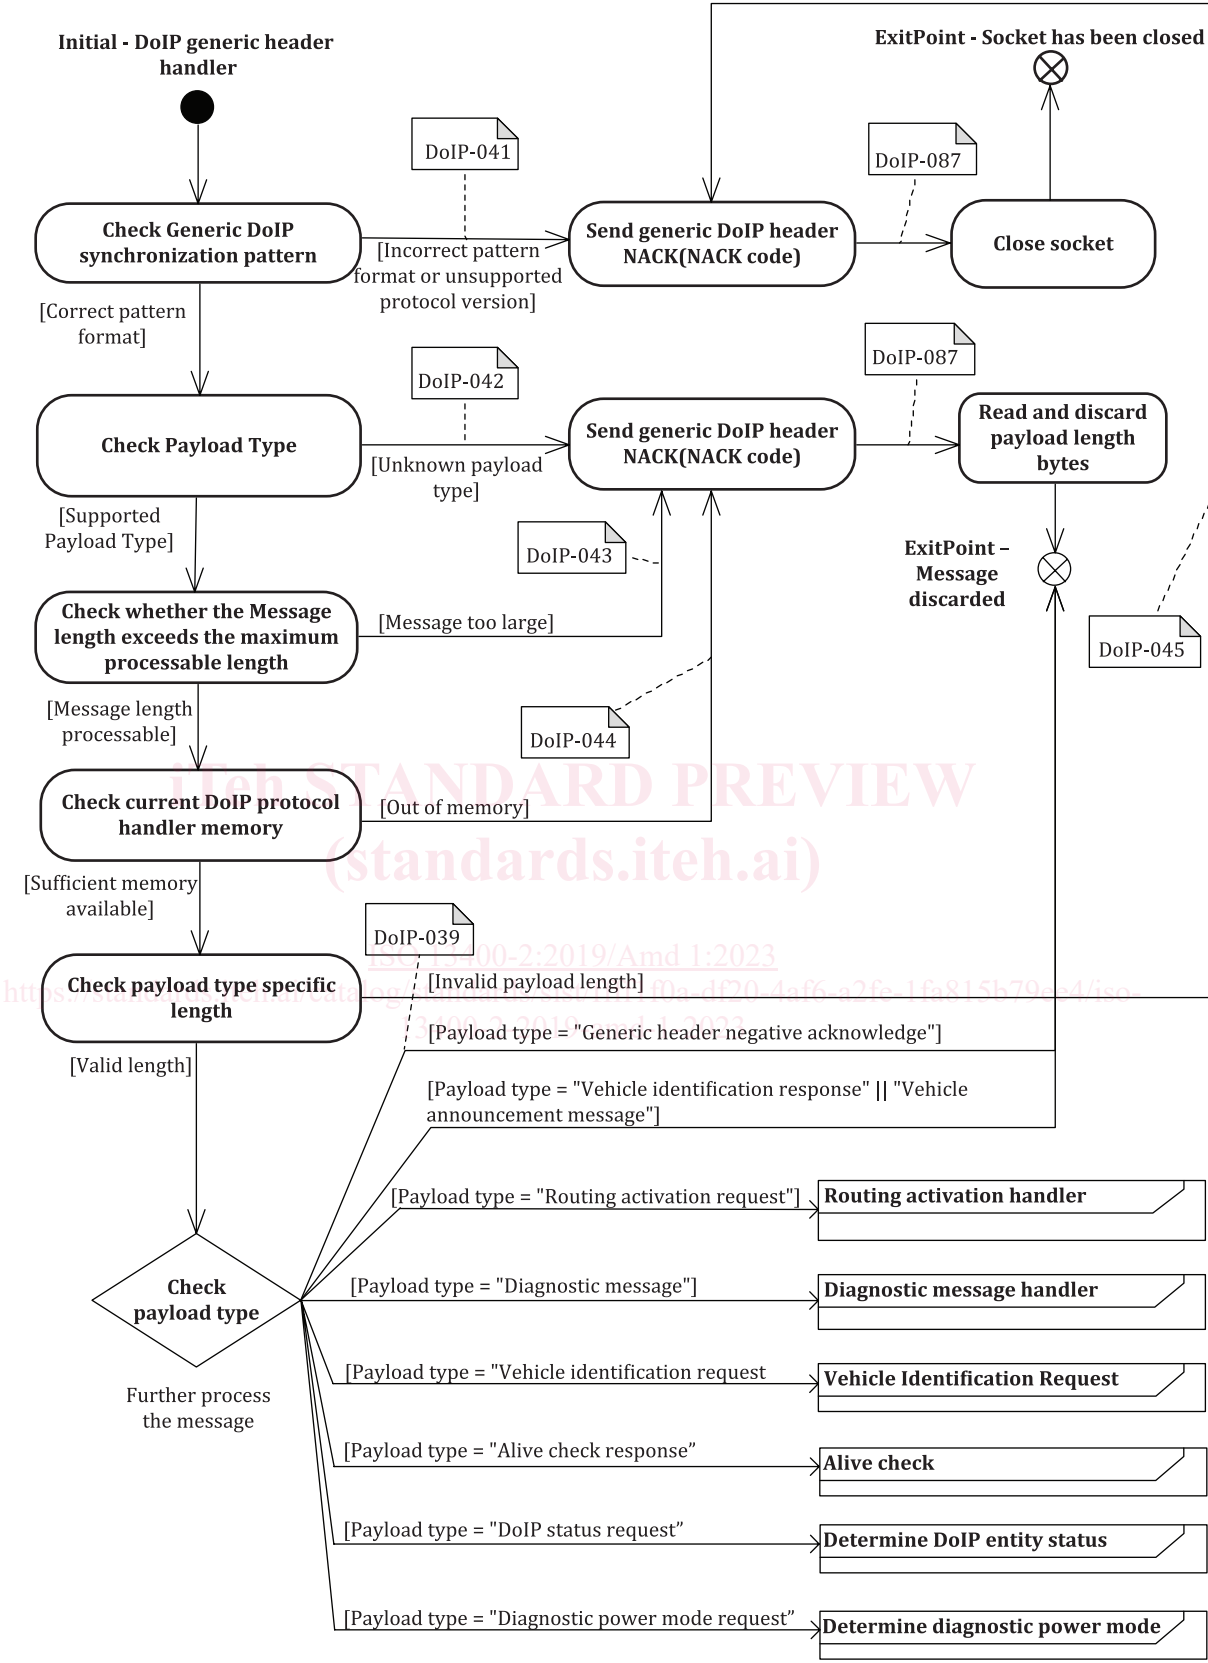 Initial - DoIP generic header
handler
ExitPoint - Socket has been closed
DoIP-041
DoIP-087
Check Generic DoIP
synchronization pattern
[Incorrect pattern
format or unsupported
protocol version]
Send generic DoIP header
NACK(NACK code)
Close socket
[Correct pattern
format]
DoIP-042
DoIP-087
Check Payload Type
[Unknown payload
type]
Send generic DoIP header
NACK(NACK code)
Read and discard
payload length
bytes
[Supported
Payload Type]
DoIP-043
ExitPoint –
Message
discarded
Check whether the Message
length exceeds the maximum
processable length
[Message too large]
DoIP-045
[Message length
processable]
DoIP-044
iTeh STANDARD PREVIEW
Check current DoIP protocol
handler memory
[Out of memory]
(standards.iteh.ai)
[Sufficient memory
available]
DoIP-039
ISO 13400-2:2019/Amd 1:2023
Check payload type specific
length
[Invalid payload length]
13400-2-2019-amd-1-2023
[Payload type = "Generic header negative acknowledge"]
[Valid length]
[Payload type = "Vehicle identification response" || "Vehicle
announcement message"]
[Payload type = "Routing activation request"]
Routing activation handler
Check
payload type
[Payload type = "Diagnostic message"]
Diagnostic message handler
Further process
the message
[Payload type = "Vehicle identification request
Vehicle Identification Request
[Payload type = "Alive check response”
Alive check
[Payload type = "DoIP status request”
Determine DoIP entity status
[Payload type = "Diagnostic power mode request”
Determine diagnostic power mode